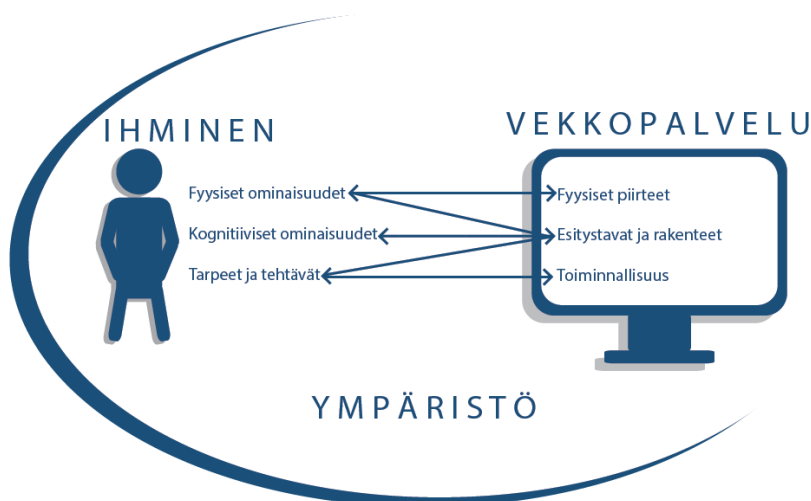 IHMINEN
VEKKOPALVELU
Fyysiset ominaisuudet
Fyysiset piirteet
Kognitiiviset ominaisuudet
Esitystavat ja rakenteet
Tarpeet ja tehtävät
Toiminnallisuus
YMPÄRISTÖ